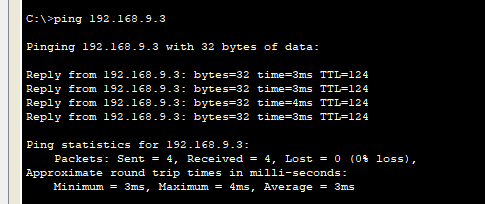 C:\>ping 192.168.9.3
Pinging 192.168.9.3 with 32 bytes of data:
Reply from 192.168.9.3: bytes=32 time=3ms TTL=124
Reply from 192.168.9.3: bytes=32 time=3ms TTL=124
Reply from 192.168.9.3: bytes=32 time=4ms TTL=124
Reply from 192.168.9.3: bytes=32 time=3ms TTL=124
Ping statistics for 192.168.9.3:
    Packets: Sent = 4, Received = 4, Lost = 0 (0% loss),
Approximate round trip times in milli-seconds:
    Minimum = 3ms, Maximum = 4ms, Average = 3ms